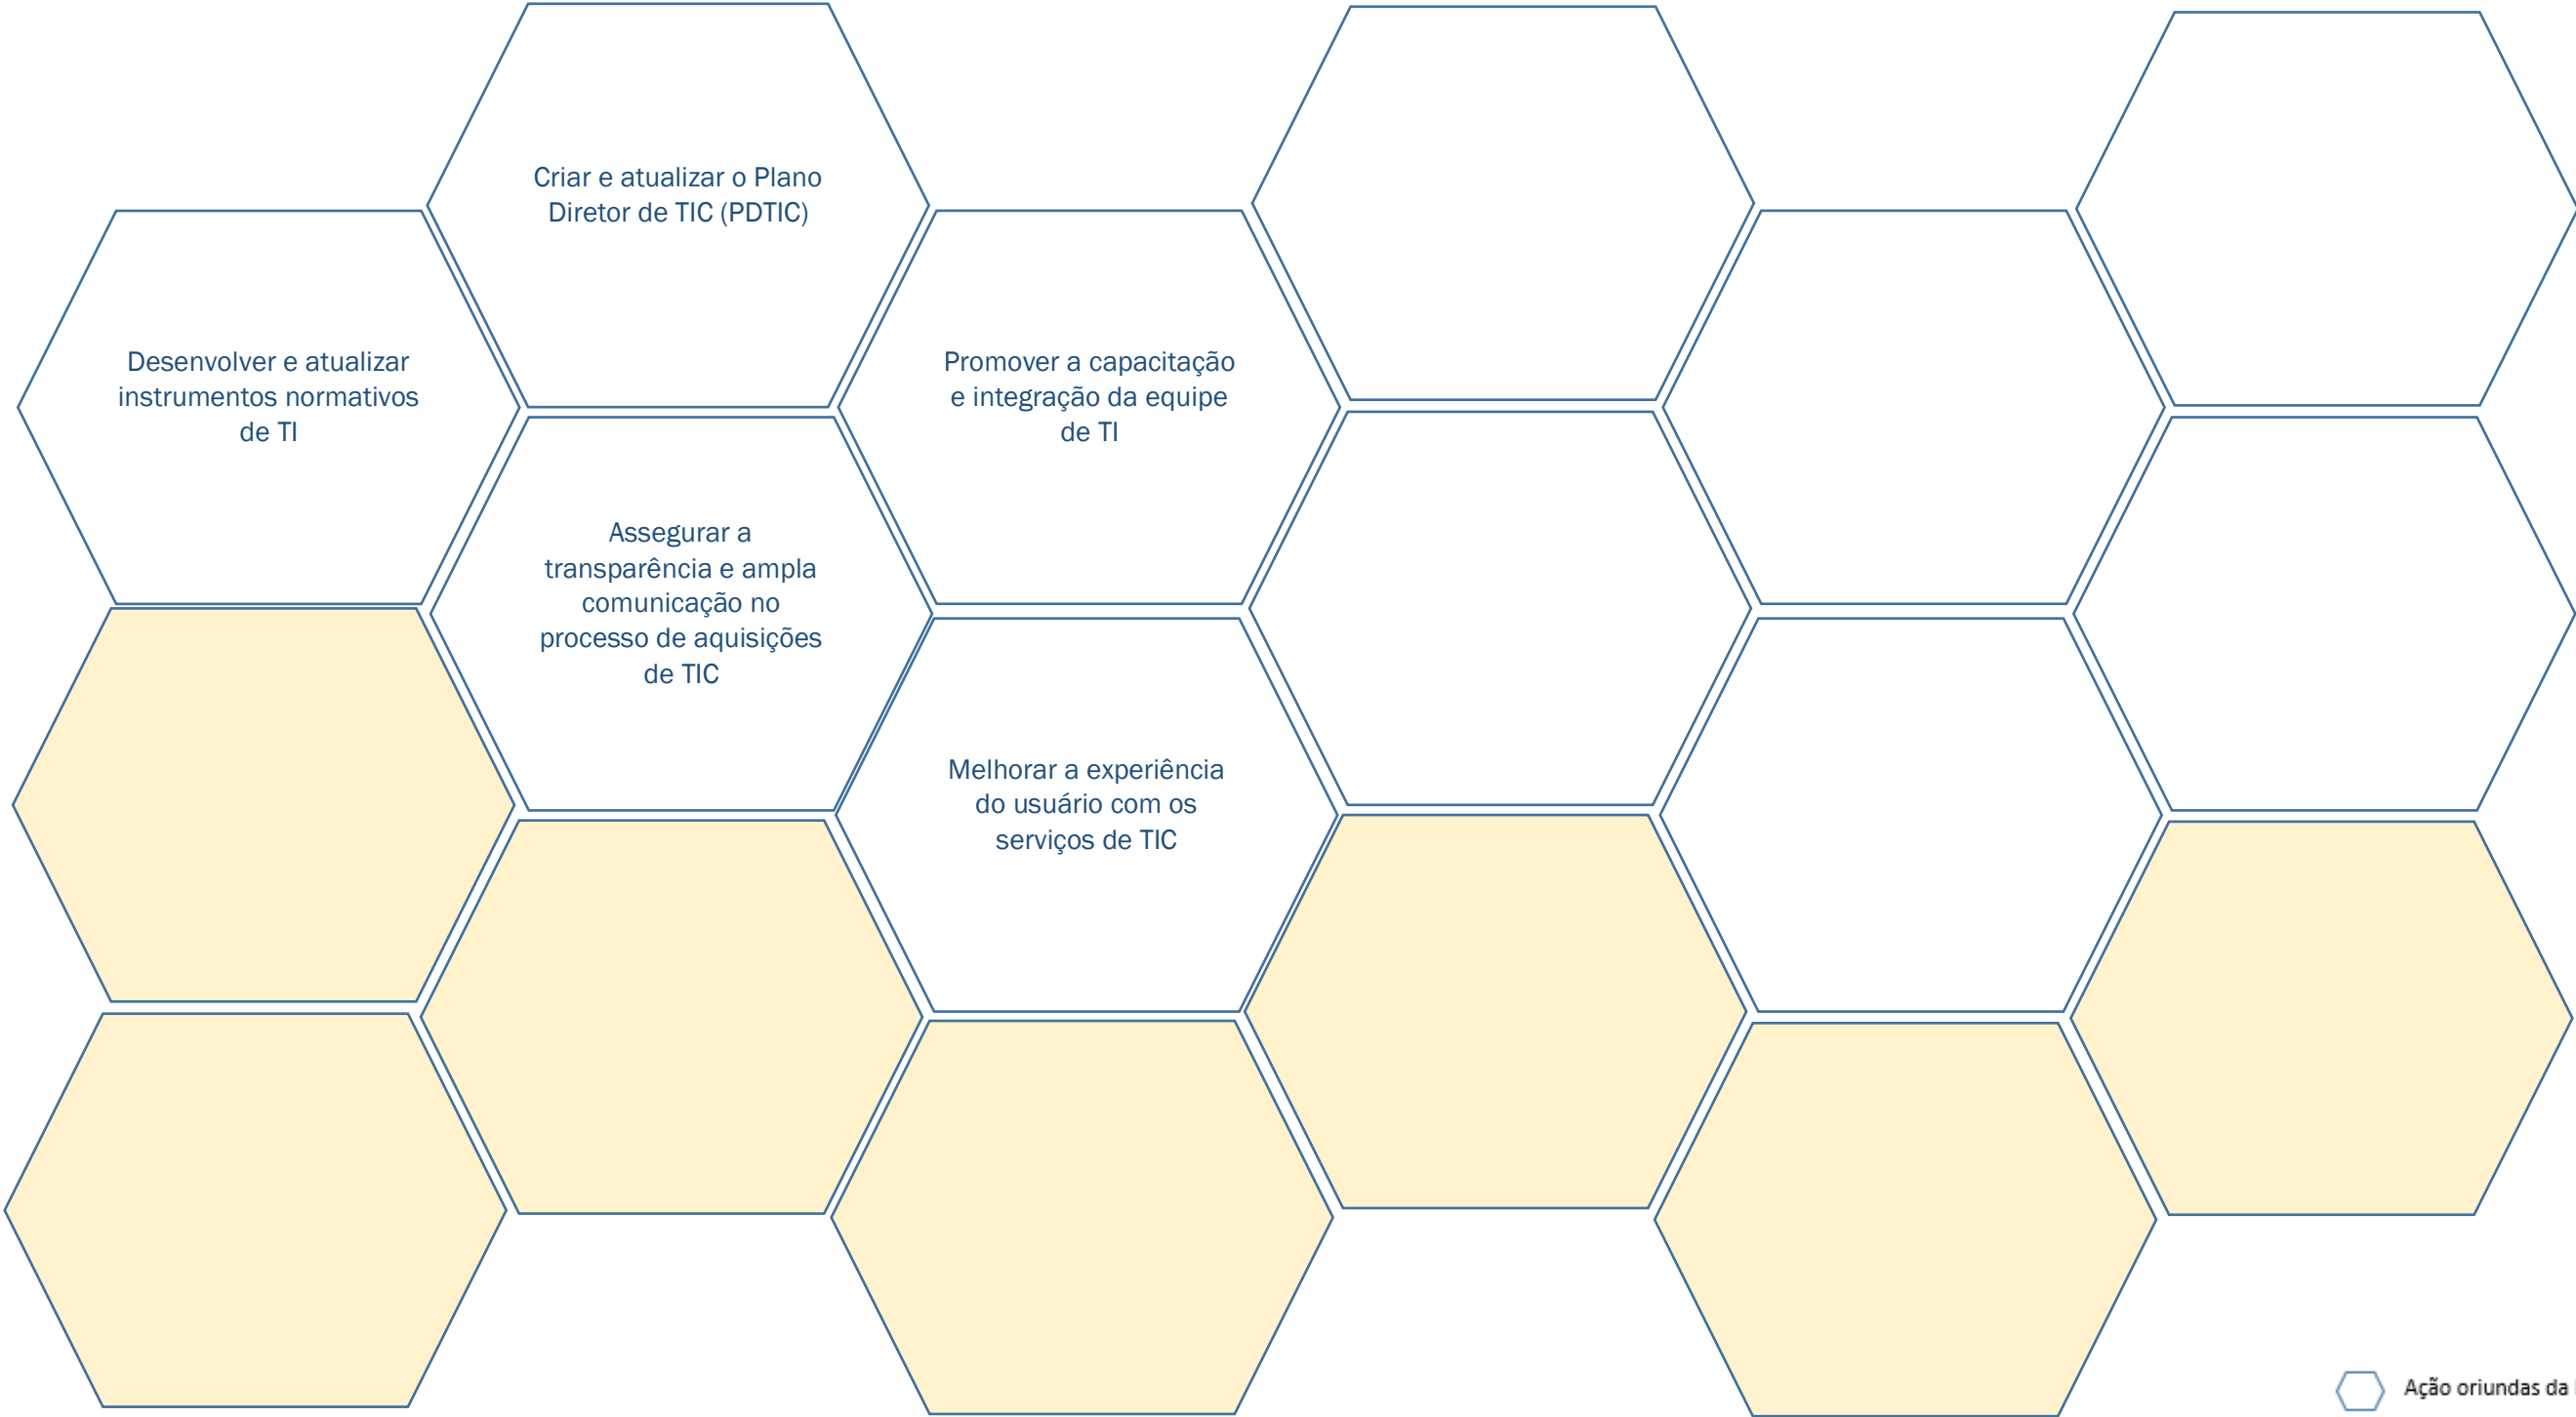 Criar e atualizar o Plano
Diretor de TIC (PDTIC)
Desenvolver e atualizar
instrumentos normativos
de TI
Promover a capacitação
e integração da equipe
de TI
Assegurar a
transparência e ampla
comunicação no
processo de aquisições
de TIC
Melhorar a experiência
do usuário com os
serviços de TIC
Ação oriundas da